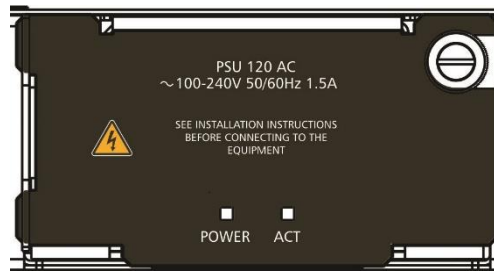 PSU 120 AC
～100-240V 50/60Hz 1.5A
SEE INSTALLATION INSTRUCTIONS
BEFORE CONNECTING TO THE
EQUIPMENT
POWER ACT